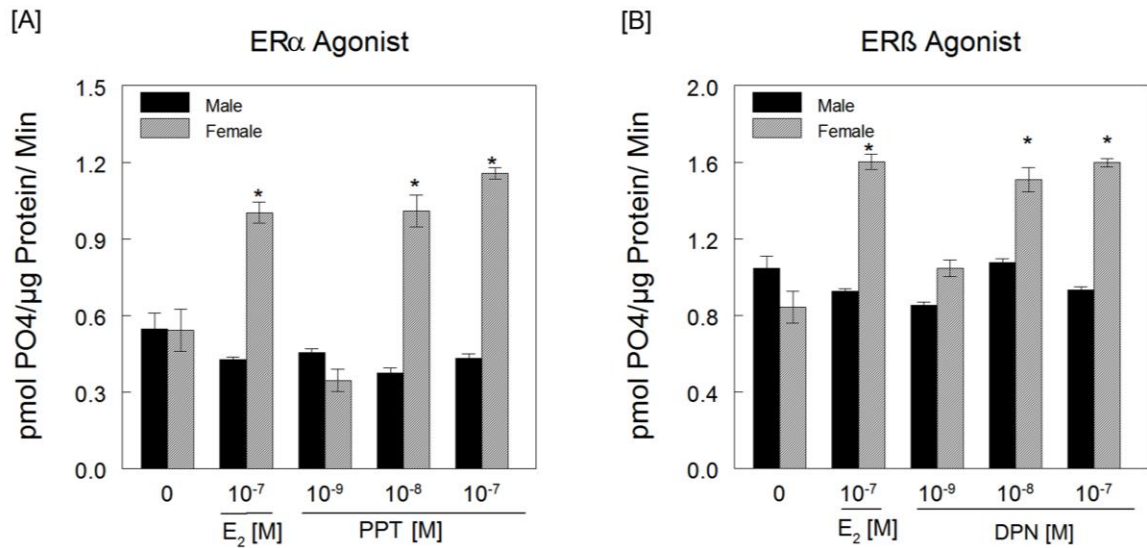 [A]
ERα Agonist
pmol PO4/µg Protein/ Min
1.5
1.2
0.9
0.6
0.3
0.0
Male
Female
*
*
*
0
10⁻⁷
10⁻⁹
10⁻⁸
10⁻⁷
E₂ [M]
PPT [M]
[B]
ERß Agonist
pmol PO4/µg Protein/ Min
2.0
1.6
1.2
0.8
0.4
0.0
Male
Female
*
*
*
0
10⁻⁷
10⁻⁹
10⁻⁸
10⁻⁷
E₂ [M]
DPN [M]